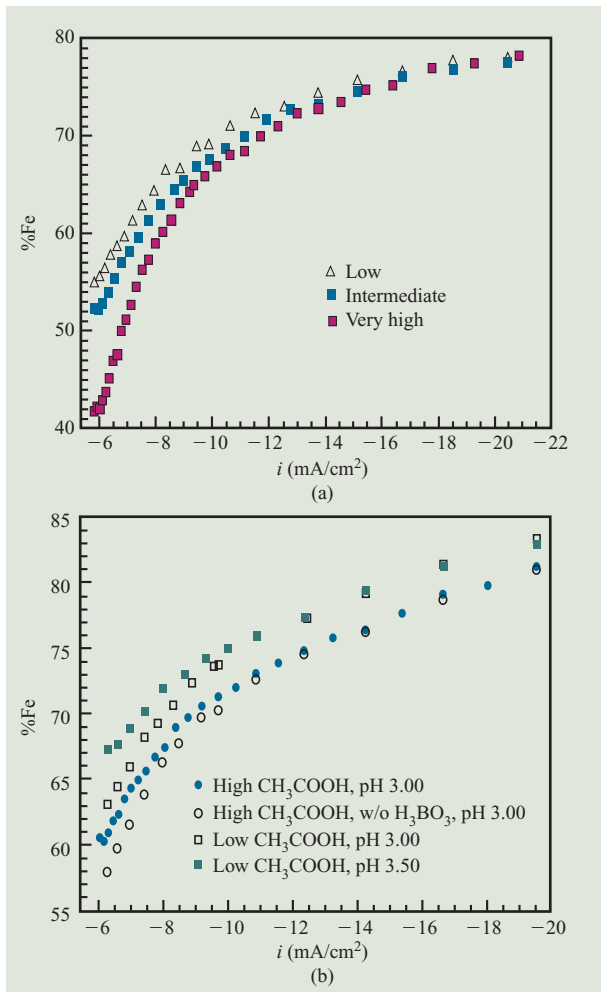 80
70
60
50
40
%Fe
Low
Intermediate
Very high
−6 −8 −10 −12 −14 −16 −18 −20 −22
i (mA/cm²)
(a)
85
80
75
70
65
60
55
%Fe
High CH₃COOH, pH 3.00
High CH₃COOH, w/o H₃BO₃, pH 3.00
Low CH₃COOH, pH 3.00
Low CH₃COOH, pH 3.50
−6 −8 −10 −12 −14 −16 −18 −20
i (mA/cm²)
(b)